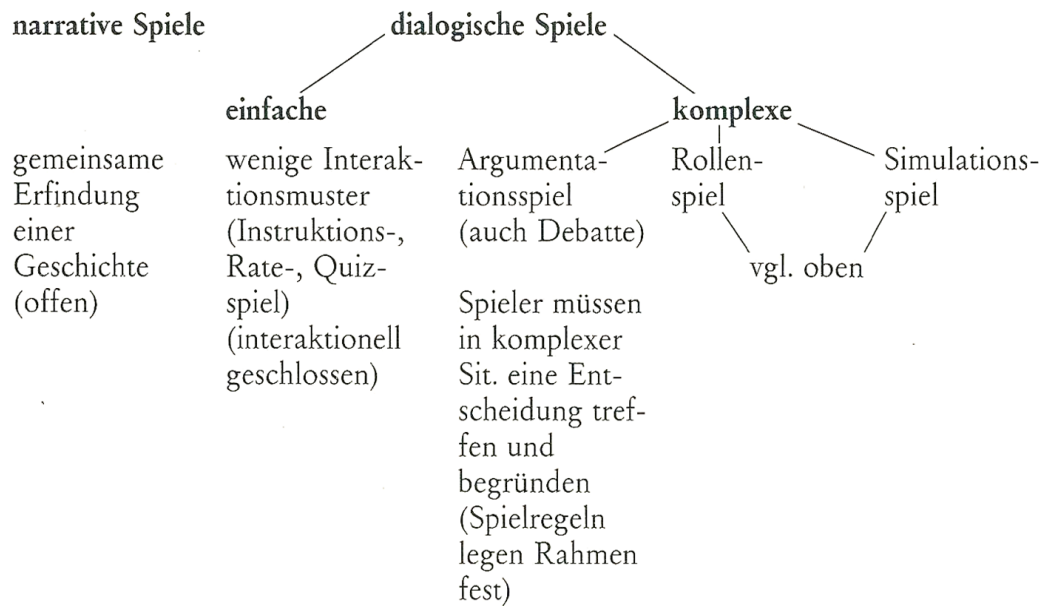 narrative Spiele
dialogische Spiele
einfache
komplexe
gemeinsame
Erfindung
einer
Geschichte
(offen)
wenige Interak-
tionsmuster
(Instruktions-,
Rate-, Quiz-
spiel)
(interaktionell
geschlossen)
Argumenta-
tionsspiel
(auch Debatte)
Spieler müssen
in komplexer
Sit. eine Ent-
scheidung tref-
fen und
begründen
(Spielregeln
legen Rahmen
fest)
Rollen-
spiel
Simulations-
spiel
vgl. oben